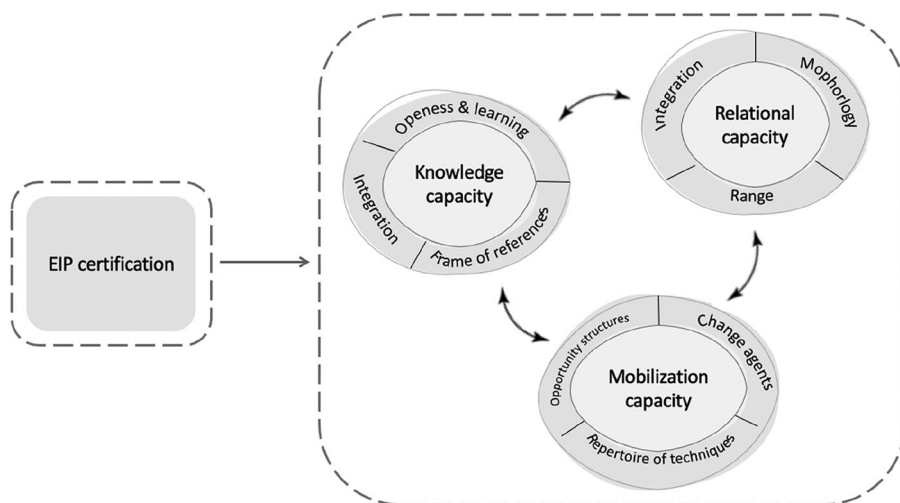 EIP certification
Openess & learning
Integration
Frame of references
Knowledge
capacity
Integration
Mophorlogy
Range
Relational
capacity
Opportunity structures
Change agents
Repertoire of techniques
Mobilization
capacity